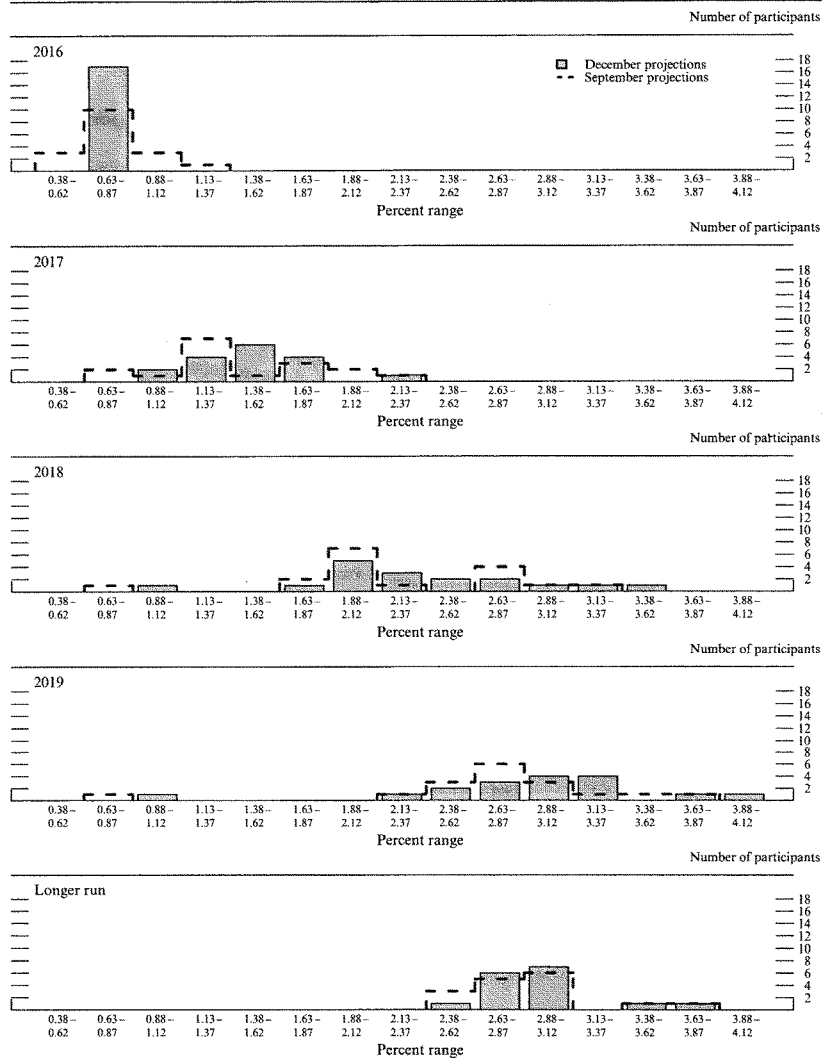 Number of participants
2016
December projections
September projections
18
16
14
12
10
8
6
4
2
0.38– 0.63– 0.88– 1.13– 1.38– 1.63– 1.88– 2.13– 2.38– 2.63– 2.88– 3.13– 3.38– 3.63– 3.88–
0.62 0.87 1.12 1.37 1.62 1.87 2.12 2.37 2.62 2.87 3.12 3.37 3.62 3.87 4.12
Percent range
Number of participants
2017
18
16
14
12
10
8
6
4
2
0.38– 0.63– 0.88– 1.13– 1.38– 1.63– 1.88– 2.13– 2.38– 2.63– 2.88– 3.13– 3.38– 3.63– 3.88–
0.62 0.87 1.12 1.37 1.62 1.87 2.12 2.37 2.62 2.87 3.12 3.37 3.62 3.87 4.12
Percent range
Number of participants
2018
18
16
14
12
10
8
6
4
2
0.38– 0.63– 0.88– 1.13– 1.38– 1.63– 1.88– 2.13– 2.38– 2.63– 2.88– 3.13– 3.38– 3.63– 3.88–
0.62 0.87 1.12 1.37 1.62 1.87 2.12 2.37 2.62 2.87 3.12 3.37 3.62 3.87 4.12
Percent range
Number of participants
2019
18
16
14
12
10
8
6
4
2
0.38– 0.63– 0.88– 1.13– 1.38– 1.63– 1.88– 2.13– 2.38– 2.63– 2.88– 3.13– 3.38– 3.63– 3.88–
0.62 0.87 1.12 1.37 1.62 1.87 2.12 2.37 2.62 2.87 3.12 3.37 3.62 3.87 4.12
Percent range
Number of participants
Longer run
18
16
14
12
10
8
6
4
2
0.38– 0.63– 0.88– 1.13– 1.38– 1.63– 1.88– 2.13– 2.38– 2.63– 2.88– 3.13– 3.38– 3.63– 3.88–
0.62 0.87 1.12 1.37 1.62 1.87 2.12 2.37 2.62 2.87 3.12 3.37 3.62 3.87 4.12
Percent range